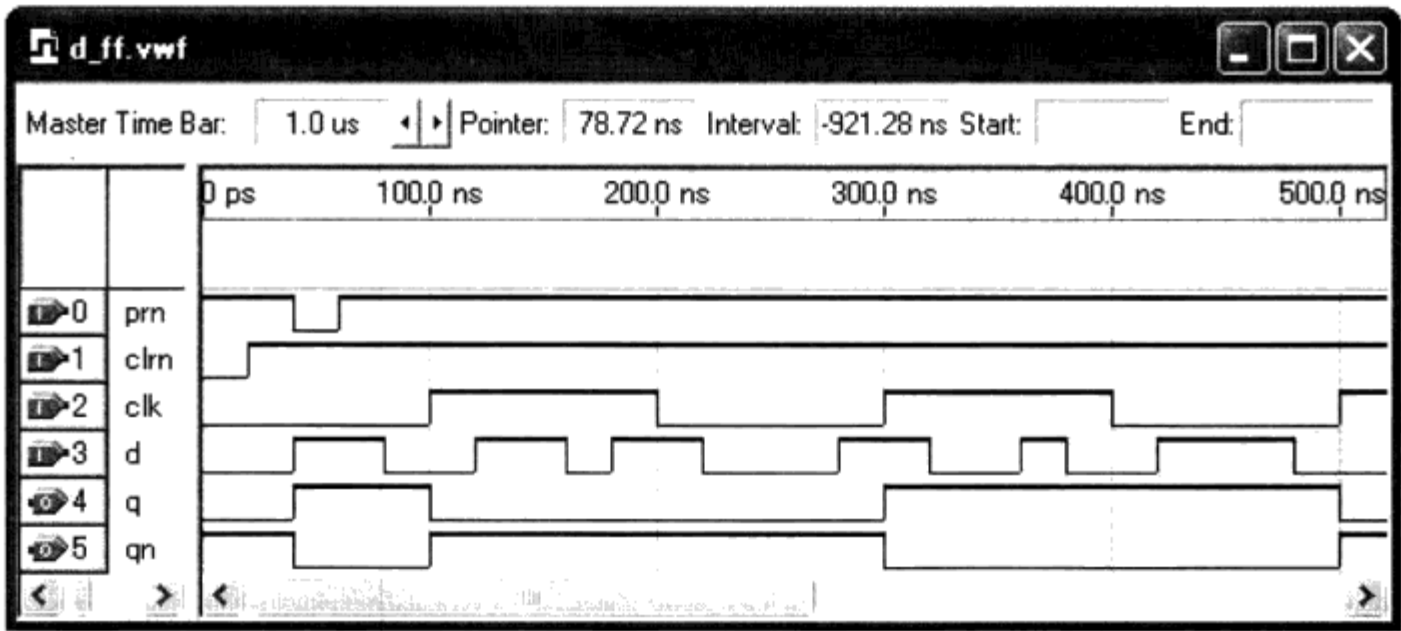 d_ff.vwf
Master Time Bar: 1.0 us Pointer: 78.72 ns Interval: -921.28 ns Start: End:
0 ps 100.0 ns 200.0 ns 300.0 ns 400.0 ns 500.0 ns
0 prn
1 clrn
2 clk
3 d
4 q
5 qn